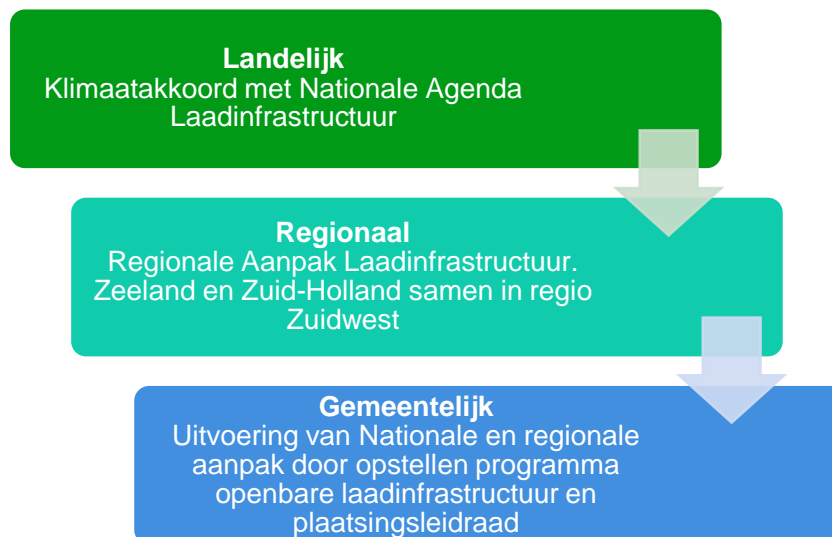 Landelijk
Klimaatakkoord met Nationale Agenda
Laadinfrastructuur
Regionaal
Regionale Aanpak Laadinfrastructuur.
Zeeland en Zuid-Holland samen in regio
Zuidwest
Gemeentelijk
Uitvoering van Nationale en regionale
aanpak door opstellen programma
openbare laadinfrastructuur en
plaatsingsleidraad